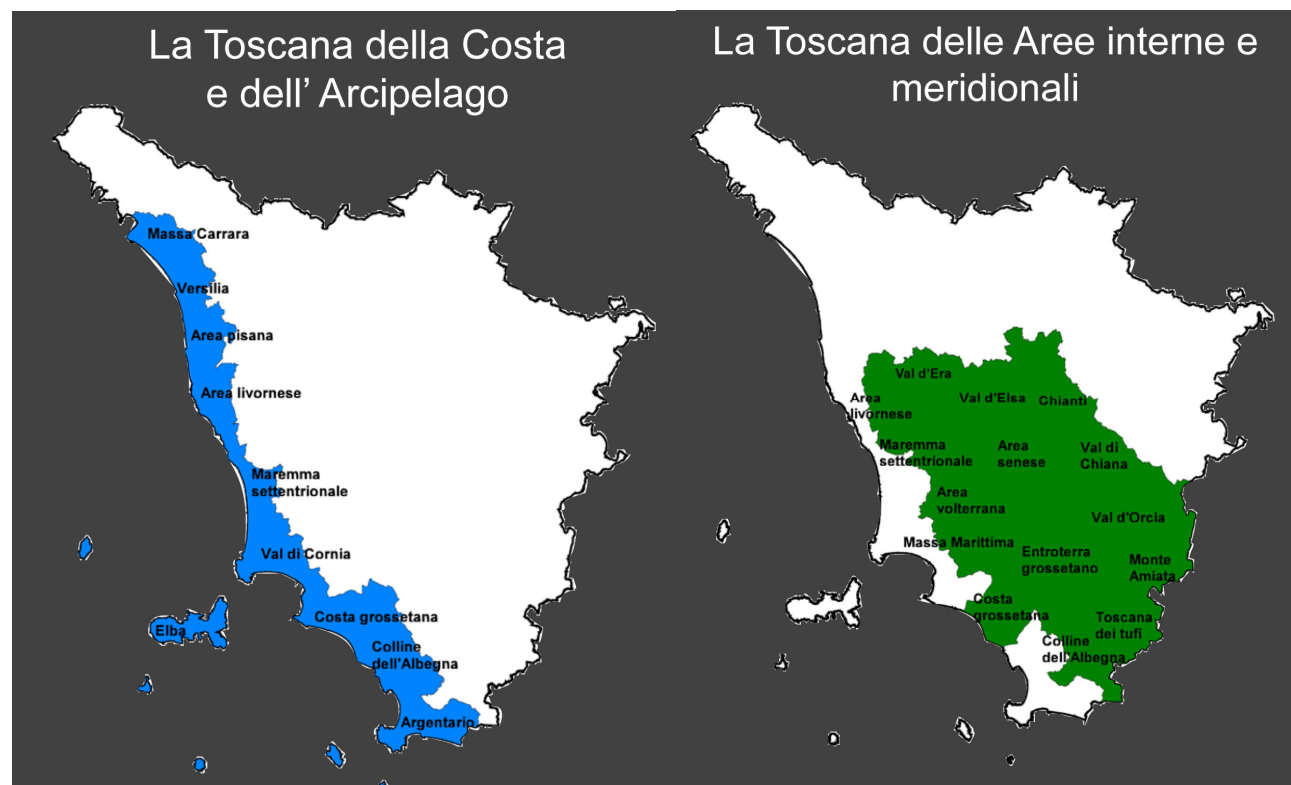 La Toscana della Costa
e dell’ Arcipelago
Massa Carrara
Versilia
Area pisana
Area livornese
Maremma
settentrionale
Val di Cornia
Costa grossetana
Elba
Colline
dell'Albegna
Argentario
La Toscana delle Aree interne e
meridionali
Val d'Era
Val d'Elsa
Chianti
Area
livornese
Maremma
settentrionale
Area
senese
Val di
Chiana
Area
volterrana
Val d'Orcia
Massa Marittima
Entroterra
grossetano
Monte
Amiata
Costa
grossetana
Toscana
dei tufi
Colline
dell'Albegna